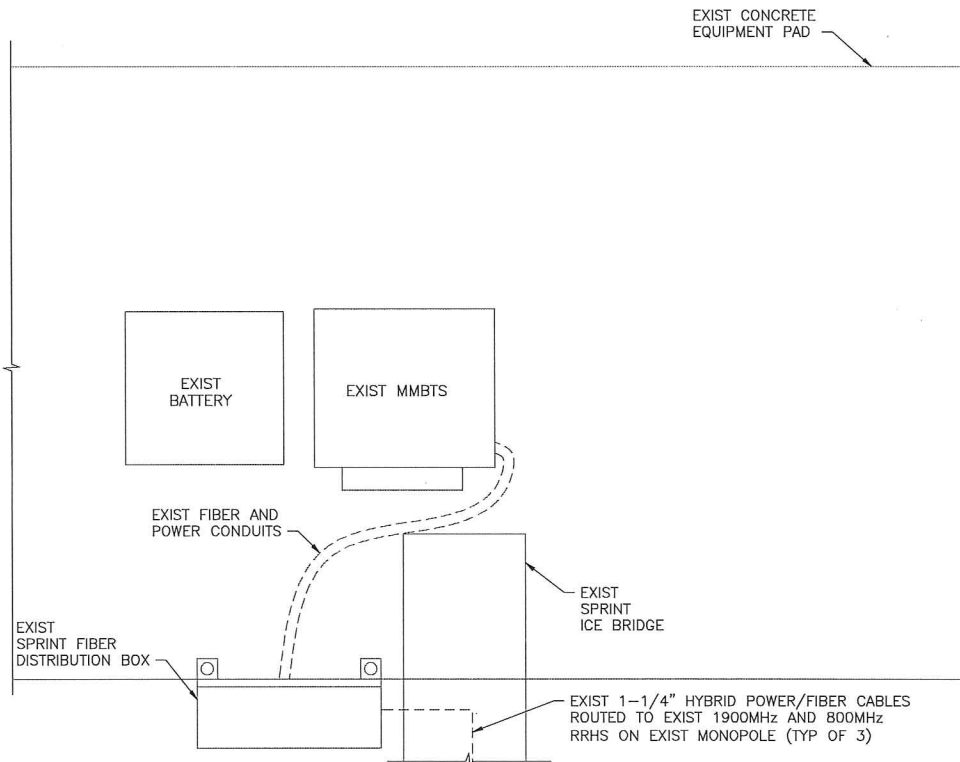 EXIST CONCRETE
EQUIPMENT PAD
EXIST
BATTERY
EXIST MMBTS
EXIST FIBER AND
POWER CONDUITS
EXIST
SPRINT
ICE BRIDGE
EXIST
SPRINT FIBER
DISTRIBUTION BOX
EXIST 1-1/4" HYBRID POWER/FIBER CABLES
ROUTED TO EXIST 1900MHz AND 800MHz
RRHS ON EXIST MONOPOLE (TYP OF 3)